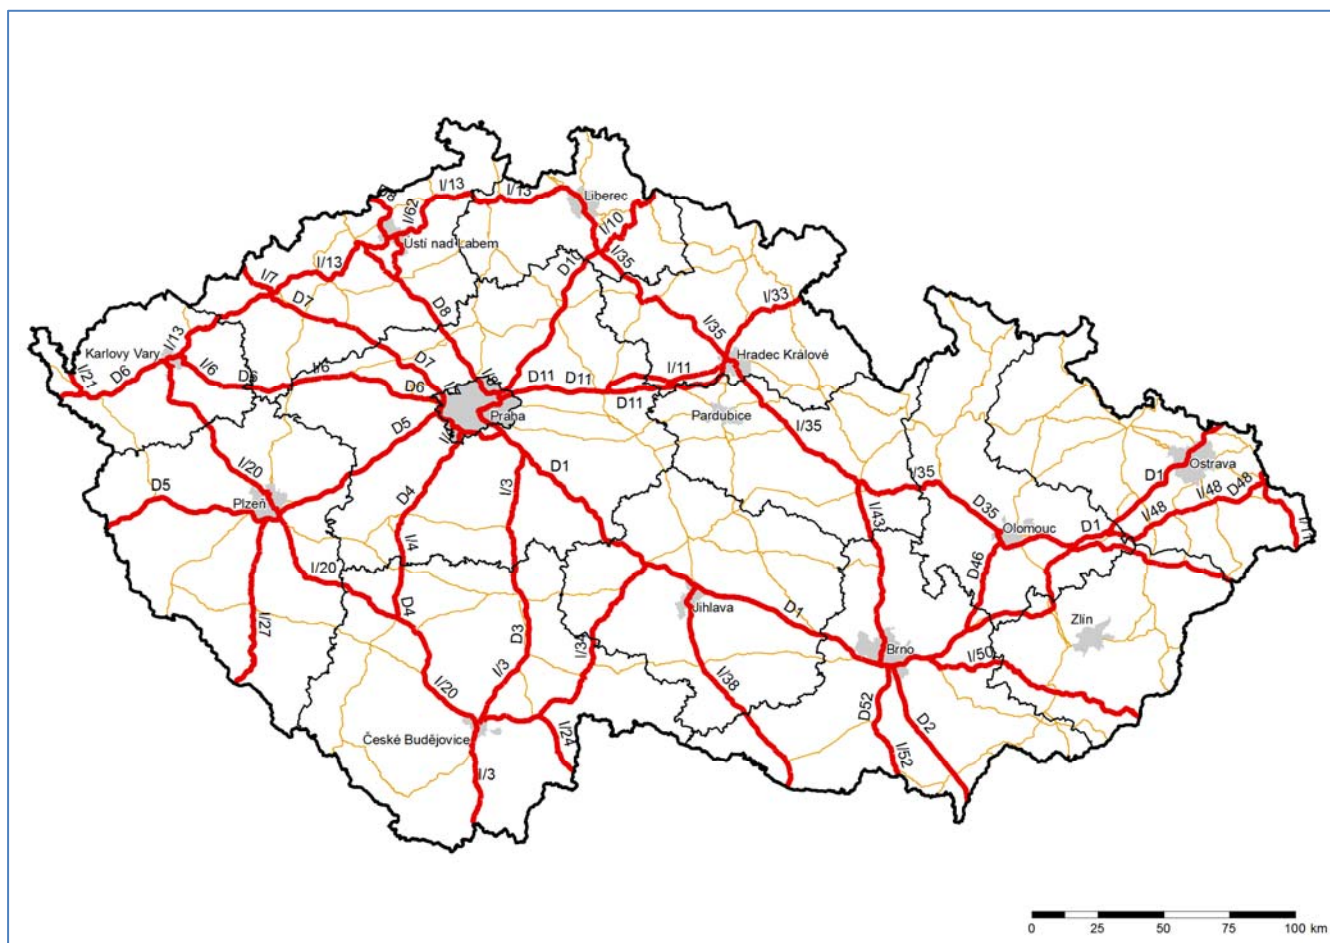 D8
I/13
I/13
I/62
Liberec
I/10
Ústí nad Labem
I/13
D10
I/35
I/7
D7
D8
I/33
I/35
I/13
Karlovy Vary
Hradec Králové
D7
I/6
I/6
I/11
I/21
D6
D6
D11
D11
D11
Praha
Pardubice
D5
I/35
D1
I/20
D5
Plzeň
D4
I/3
I/35
Ostrava
D1
I/48
D48
D35
I/43
Olomouc
D1
I/48
I/11
I/4
I/20
D46
D4
Jihlava
D1
Zlín
I/27
D3
I/34
I/3
Brno
I/50
I/20
I/38
D52
D2
České Budějovice
I/24
I/52
I/3
0 25 50 75 100 km